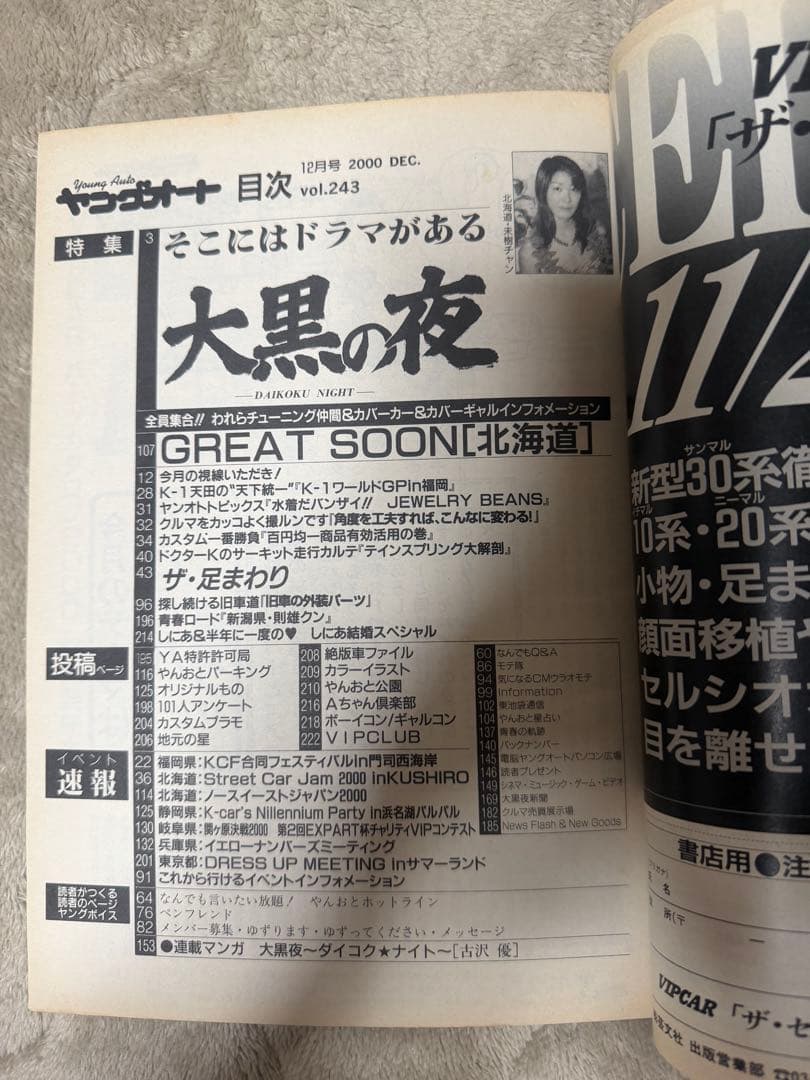 Young Auto
ヤングオート 目次 12月号 2000 DEC. vol.243
北海道・未樹チャン
特集
3 そこにはドラマがある
大黒の夜
—DAIKOKU NIGHT—
全員集合!! われらチューニング仲間&カバーカー&カバーギャルインフォメーション
107 GREAT SOON[北海道]
12 今月の視線いただき!
28 K-1天田の“天下統一”『K-1ワールドGPin福岡』
31 ヤンオトトピックス『水着だバンザイ!! JEWELRY BEANS』
32 クルマをカッコよく撮ルンです『角度を工夫すれば、こんなに変わる!』
34 カスタム一番勝負『百円均一商品有効活用の巻』
40 ドクターKのサーキット走行カルテ『テインスプリング大解剖』
43 ザ・足まわり
96 探し続ける旧車道「旧車の外装パーツ」
196 青春ロード『新潟県・則雄クン』
214 しにあ&半年に一度の♥ しにあ結婚スペシャル
投稿ページ
195 YA特許許可局
116 やんおとパーキング
125 オリジナルもの
198 101人アンケート
204 カスタムプラモ
206 地元の星
208 絶版車ファイル
209 カラーイラスト
210 やんおと公園
216 Aちゃん倶楽部
218 ボーイコン/ギャルコン
222 VIPCLUB
60 なんでもQ&A
86 モテ隊
94 気になるCMウラオモテ
99 Information
102 東池袋通信
104 やんおと星占い
137 青春の軌跡
140 バックナンバー
145 電脳ヤングオートパソコン広場
146 読者プレゼント
149 シネマ・ミュージック・ゲーム・ビデオ
169 大黒夜新聞
182 クルマ売買展示場
185 News Flash & New Goods
イベント
速報
22 福岡県:KCF合同フェスティバルin門司西海岸
36 北海道:Street Car Jam 2000 inKUSHIRO
114 北海道:ノースイーストジャパン2000
125 静岡県:K-car's Nillennium Party in浜名湖パルパル
130 岐阜県:関ヶ原決戦2000 第2回EXPART杯チャリティVIPコンテスト
132 兵庫県:イエローナンバーズミーティング
201 東京都:DRESS UP MEETING inサマーランド
91 これから行けるイベントインフォメーション
読者がつくる
読者のページ
ヤングボイス
64 なんでも言いたい放題! やんおとホットライン
76 ペンフレンド
82 メンバー募集・ゆずります・ゆずってください・メッセージ
153 ●連載マンガ 大黒夜〜ダイコク★ナイト〜[古沢 優]
VI
「ザ・
11/2
サンマル
新型30系徹
ニーマル
10系・20系
小物・足ま
顔面移植や
セルシオ
目を離せ
書店用●注
名
所(〒
VIPCAR 「ザ・セ
出版営業部 ☎03